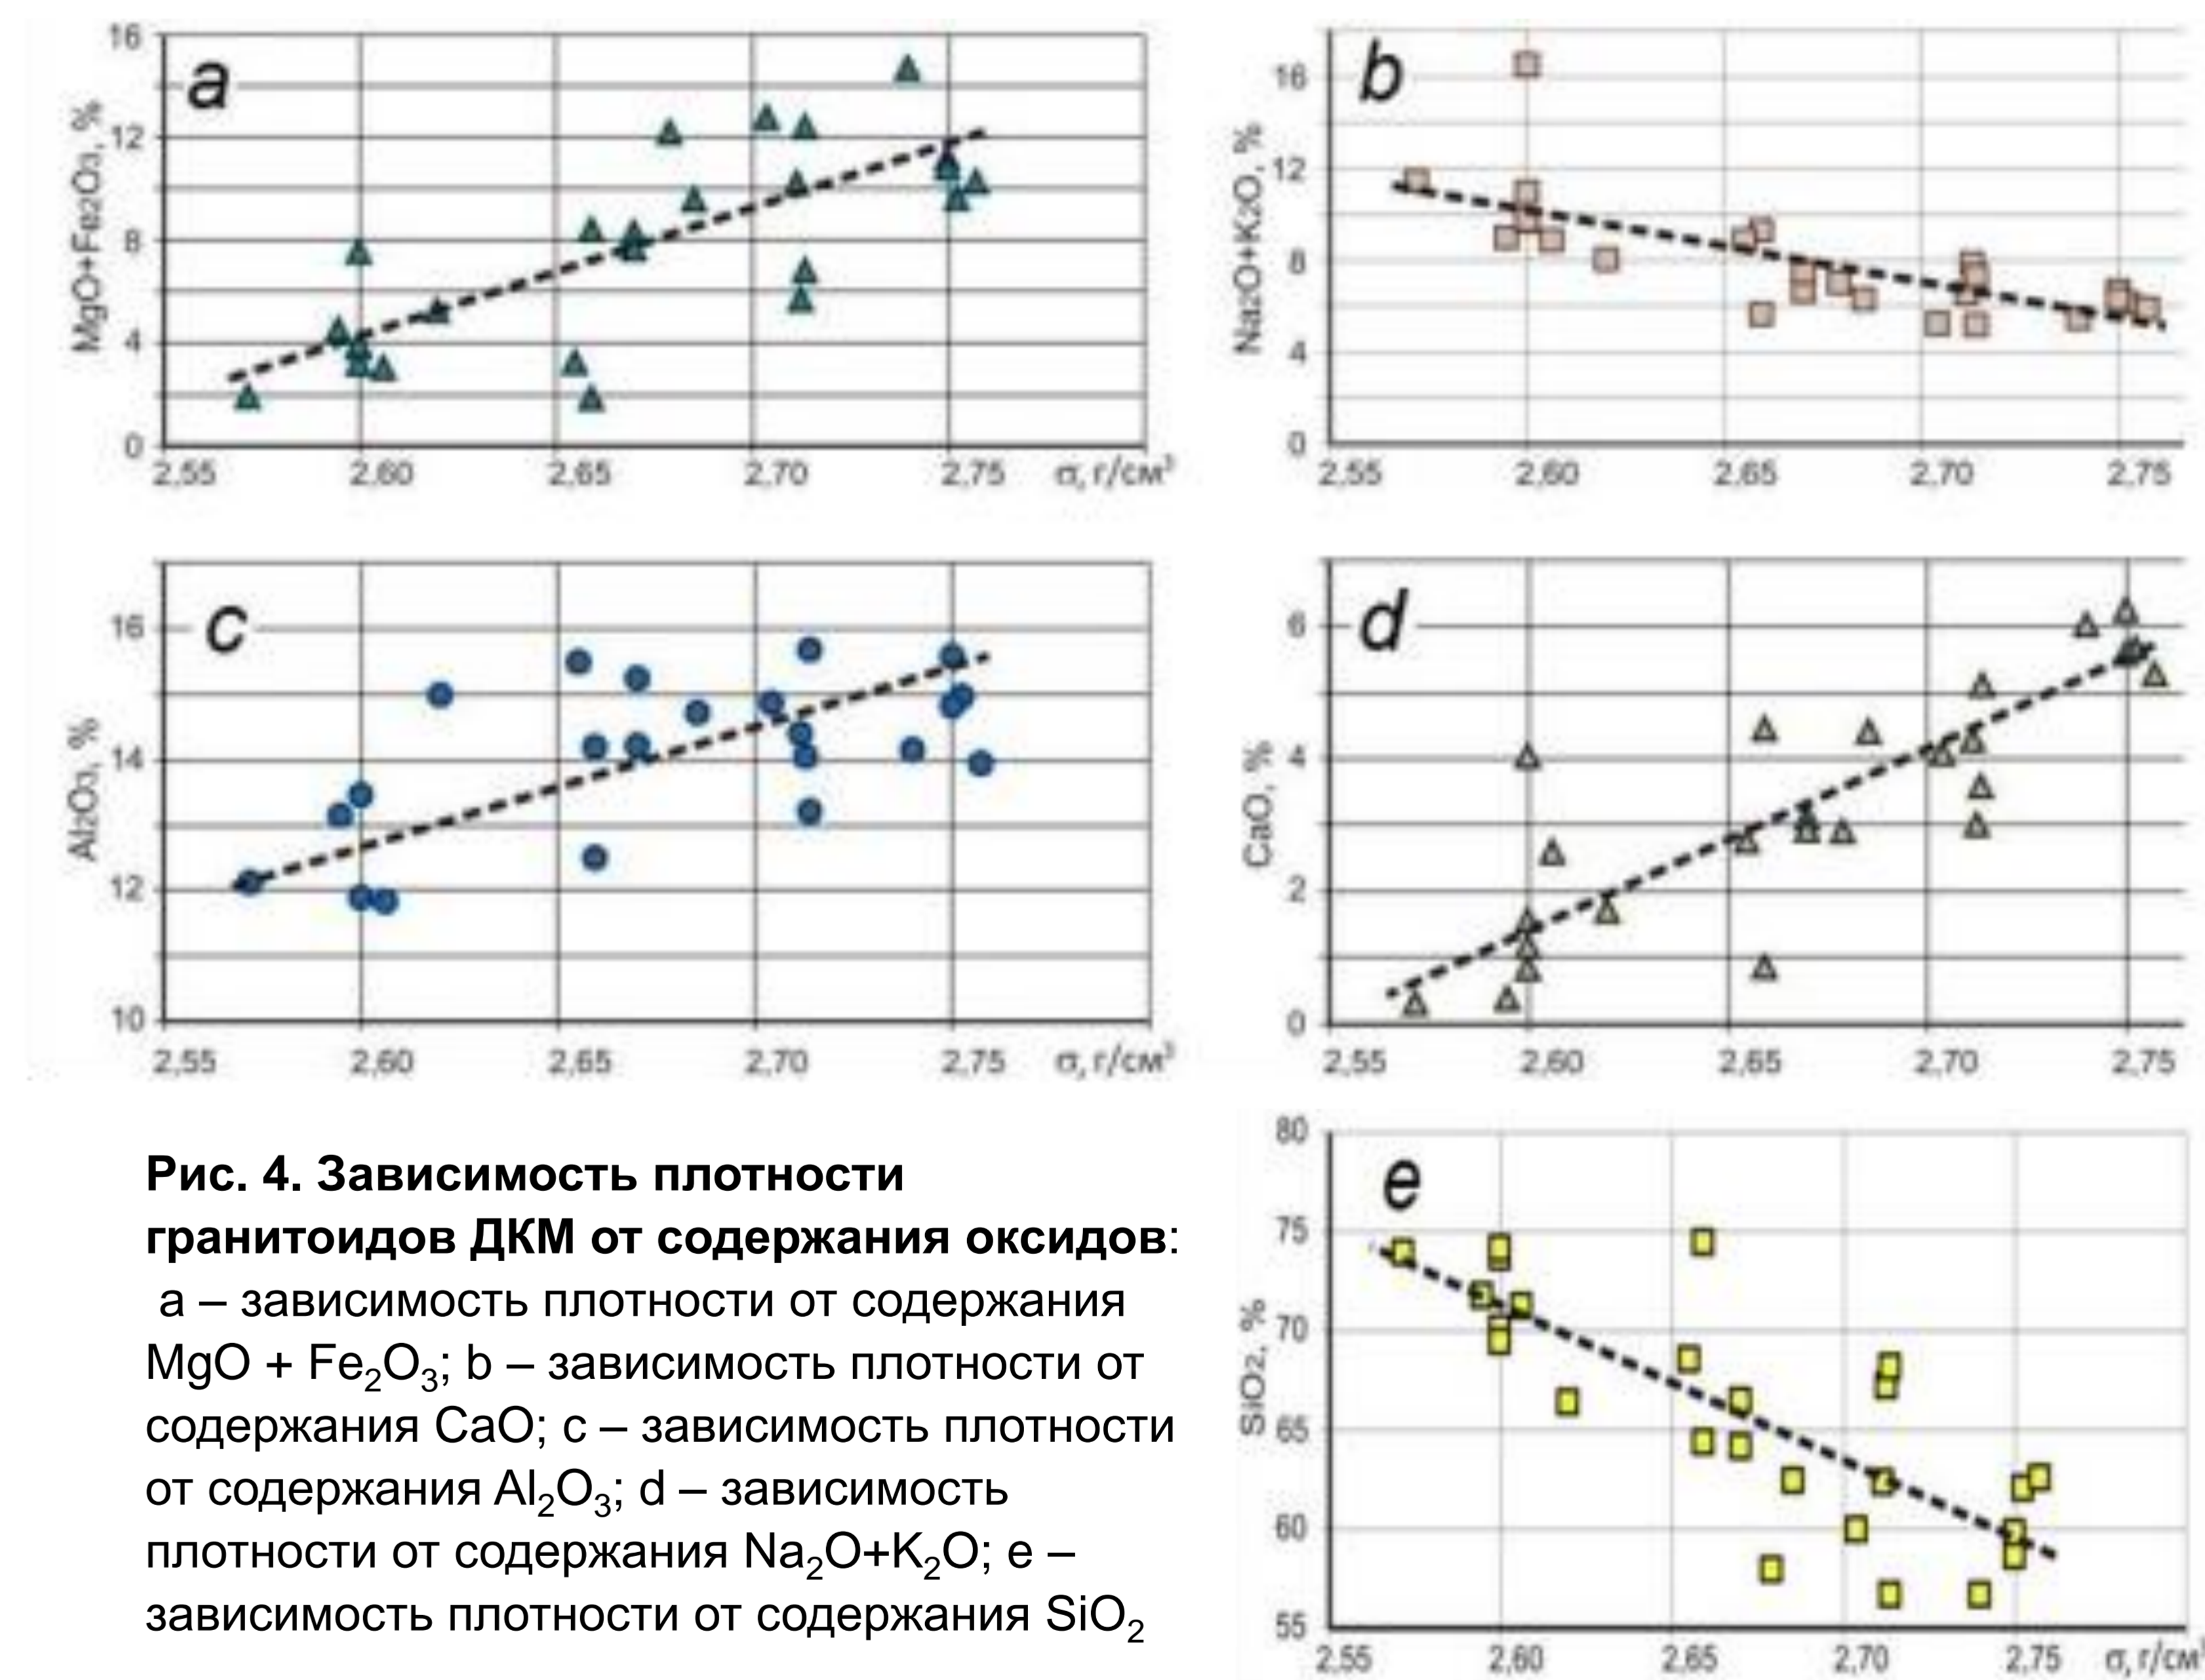 a
MgO+Fe2O3, %
16
12
8
4
0
2,55 2,60 2,65 2,70 2,75 σ, г/см³
b
Na2O+K2O, %
16
12
8
4
0
2,55 2,60 2,65 2,70 2,75
c
Al2O3, %
16
14
12
10
2,55 2,60 2,65 2,70 2,75 σ, г/см³
d
CaO, %
6
4
2
0
2,55 2,60 2,65 2,70 2,75
Рис. 4. Зависимость плотности
гранитоидов ДКМ от содержания оксидов:
а – зависимость плотности от содержания
MgO + Fe₂O₃; b – зависимость плотности от
содержания CaO; c – зависимость плотности
от содержания Al₂O₃; d – зависимость
плотности от содержания Na₂O+K₂O; e –
зависимость плотности от содержания SiO₂
e
SiO2, %
80
75
70
65
60
55
2,55 2,60 2,65 2,70 2,75 σ, г/см³